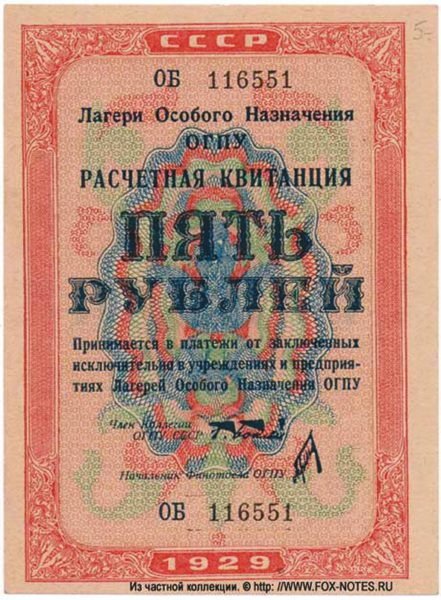 5-
СССР
ОБ 116551
Лагери Особого Назначения
ОГПУ
РАСЧЕТНАЯ КВИТАНЦИЯ
ПЯТЬ
РУБЛЕЙ
Принимается в платежи от заключенных
исключительно в учреждениях и предприя-
тиях Лагерей Особого Назначения ОГПУ
Член Коллегии
ОГПУ СССР
Начальник Финотдела ОГПУ
ОБ 116551
1929
Из частной коллекции. © http://WWW.FOX-NOTES.RU